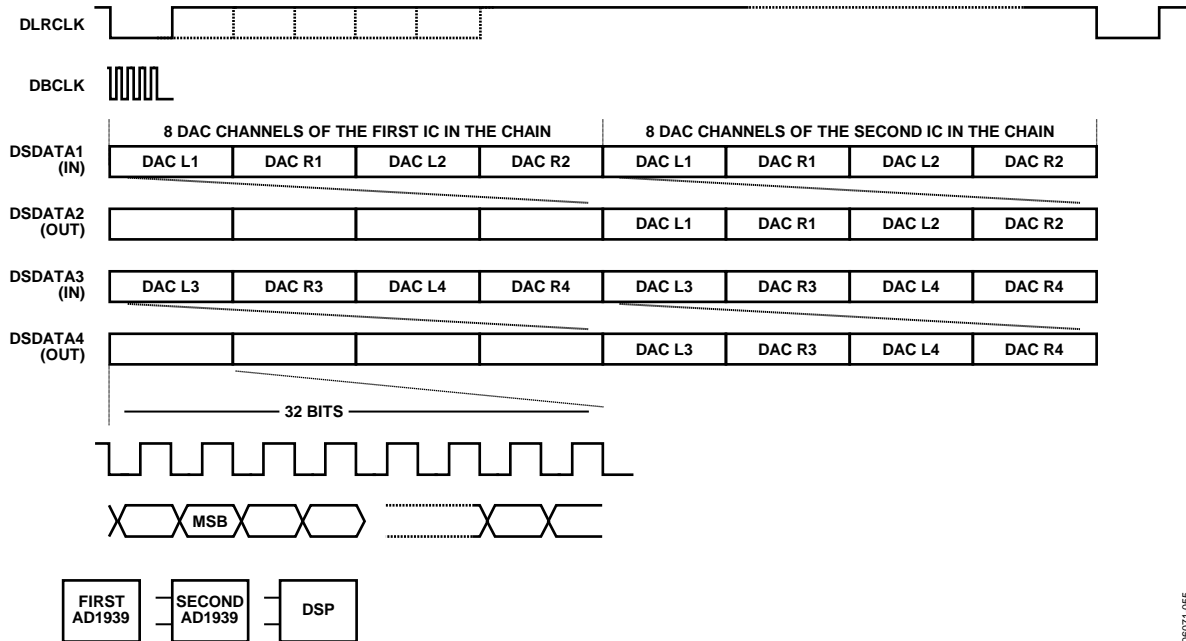 DLRCLK
DBCLK
8 DAC CHANNELS OF THE FIRST IC IN THE CHAIN
8 DAC CHANNELS OF THE SECOND IC IN THE CHAIN
DSDATA1
(IN)
DAC L1 DAC R1 DAC L2 DAC R2 DAC L1 DAC R1 DAC L2 DAC R2
DSDATA2
(OUT)
DAC L1 DAC R1 DAC L2 DAC R2
DSDATA3
(IN)
DAC L3 DAC R3 DAC L4 DAC R4 DAC L3 DAC R3 DAC L4 DAC R4
DSDATA4
(OUT)
DAC L3 DAC R3 DAC L4 DAC R4
32 BITS
MSB
FIRST
AD1939
SECOND
AD1939
DSP
06071-055